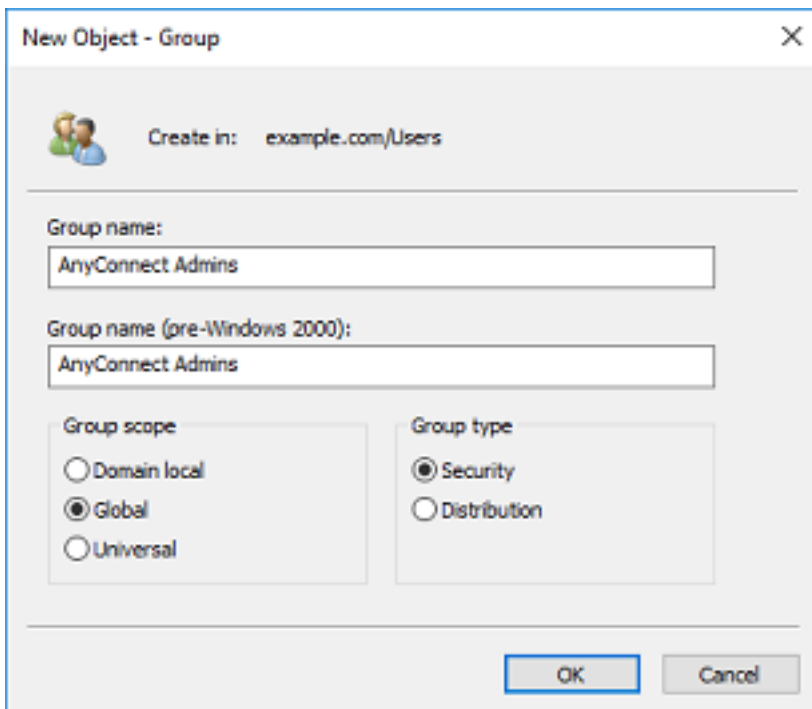 New Object - Group
Create in: example.com/Users
Group name:
AnyConnect Admins
Group name (pre-Windows 2000):
AnyConnect Admins
Group scope
Domain local
Global
Universal
Group type
Security
Distribution
OK
Cancel